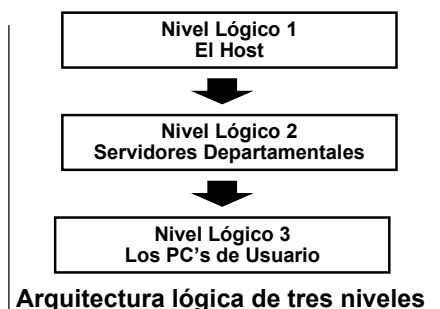 Nivel Lógico 1
El Host
Nivel Lógico 2
Servidores Departamentales
Nivel Lógico 3
Los PC’s de Usuario
Arquitectura lógica de tres niveles